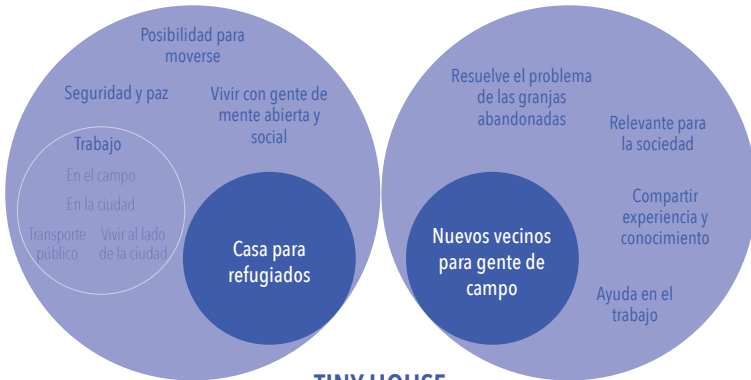 Posibilidad para
moverse
Seguridad y paz
Vivir con gente de
mente abierta y
social
Trabajo
En el campo
En la ciudad
Transporte
público
Vivir al lado
de la ciudad
Casa para
refugiados
Resuelve el problema
de las granjas
abandonadas
Relevante para
la sociedad
Compartir
experiencia y
conocimiento
Nuevos vecinos
para gente de
campo
Ayuda en el
trabajo
TINY HOUSE